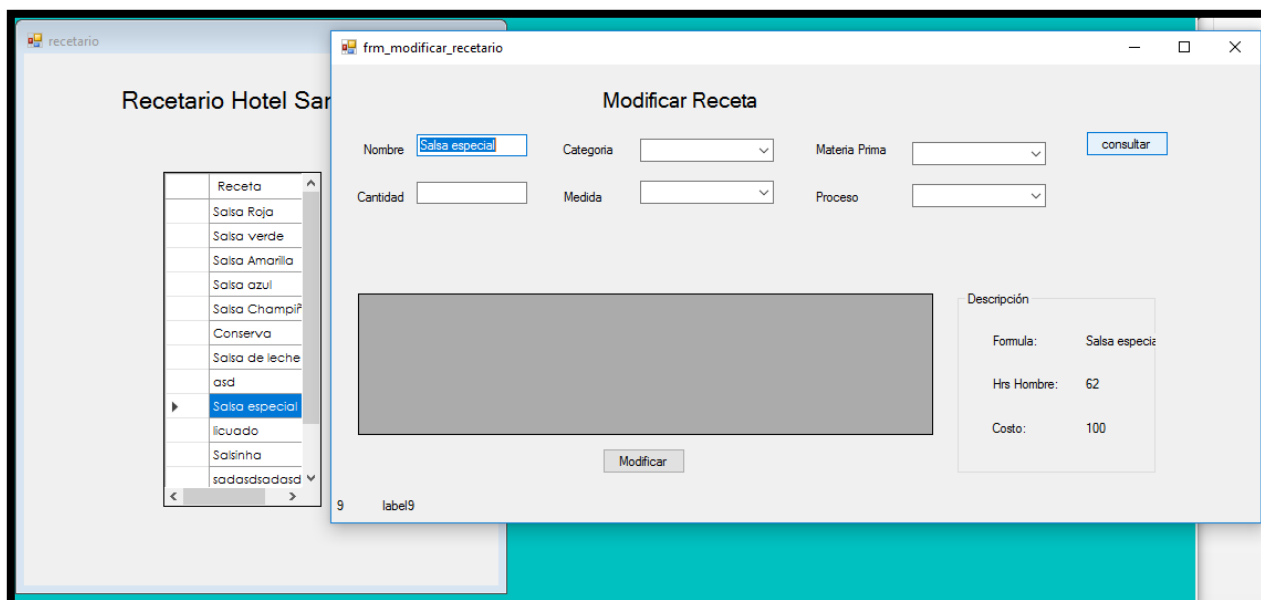 recetario
Recetario Hotel Sar
Receta
Salsa Roja
Salsa verde
Salsa Amarilla
Salsa azul
Salsa Champiñ
Conserva
Salsa de leche
asd
Salsa especial
licuado
Salsinha
sadasdsadasd
frm_modificar_recetario
Modificar Receta
Nombre Salsa especial Categoria Materia Prima consultar
Cantidad Medida Proceso
Descripción
Formula: Salsa especia
Hrs Hombre: 62
Costo: 100
Modificar
9 label9